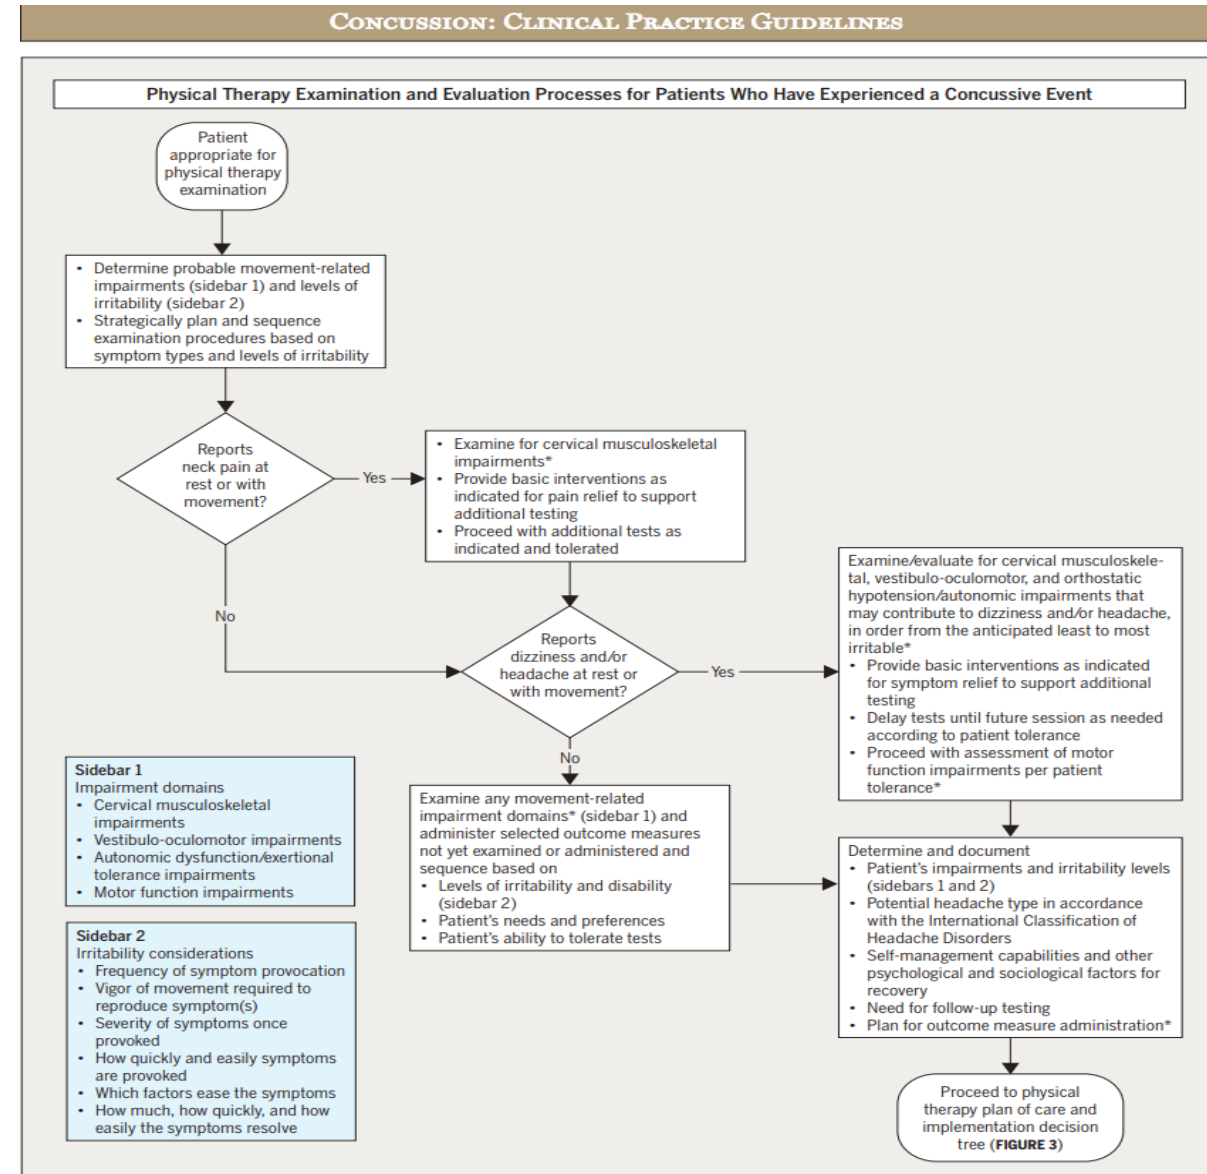 CONCUSSION: CLINICAL PRACTICE GUIDELINES
Physical Therapy Examination and Evaluation Processes for Patients Who Have Experienced a Concussive Event
Patient
appropriate for
physical therapy
examination
• Determine probable movement-related
impairments (sidebar 1) and levels of
irritability (sidebar 2)
• Strategically plan and sequence
examination procedures based on
symptom types and levels of irritability
Reports
neck pain at
rest or with
movement?
Yes
• Examine for cervical musculoskeletal
impairments*
• Provide basic interventions as
indicated for pain relief to support
additional testing
• Proceed with additional tests as
indicated and tolerated
No
Reports
dizziness and/or
headache at rest or
with movement?
Yes
Examine/evaluate for cervical musculoskele-
tal, vestibulo-oculomotor, and orthostatic
hypotension/autonomic impairments that
may contribute to dizziness and/or headache,
in order from the anticipated least to most
irritable*
• Provide basic interventions as indicated
for symptom relief to support additional
testing
• Delay tests until future session as needed
according to patient tolerance
• Proceed with assessment of motor
function impairments per patient
tolerance*
No
Examine any movement-related
impairment domains* (sidebar 1) and
administer selected outcome measures
not yet examined or administered and
sequence based on
• Levels of irritability and disability
(sidebar 2)
• Patient's needs and preferences
• Patient's ability to tolerate tests
Determine and document
• Patient's impairments and irritability levels
(sidebars 1 and 2)
• Potential headache type in accordance
with the International Classification of
Headache Disorders
• Self-management capabilities and other
psychological and sociological factors for
recovery
• Need for follow-up testing
• Plan for outcome measure administration*
Proceed to physical
therapy plan of care and
implementation decision
tree (FIGURE 3)
Sidebar 1
Impairment domains
• Cervical musculoskeletal
impairments
• Vestibulo-oculomotor impairments
• Autonomic dysfunction/exertional
tolerance impairments
• Motor function impairments
Sidebar 2
Irritability considerations
• Frequency of symptom provocation
• Vigor of movement required to
reproduce symptom(s)
• Severity of symptoms once
provoked
• How quickly and easily symptoms
are provoked
• Which factors ease the symptoms
• How much, how quickly, and how
easily the symptoms resolve